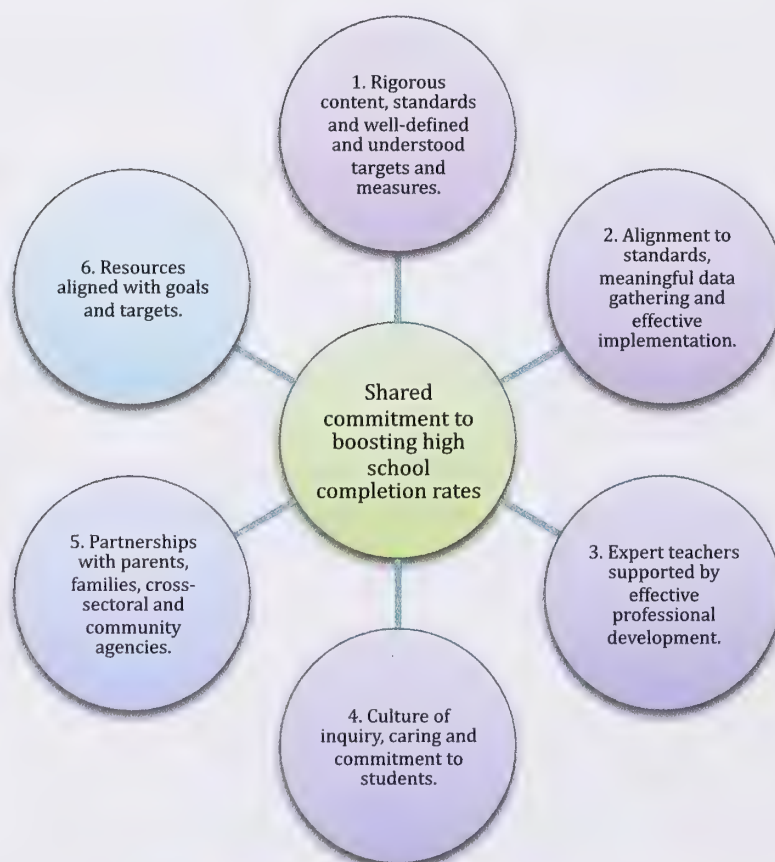 1. Rigorous
content, standards
and well-defined
and understood
targets and
measures.
2. Alignment to
standards,
meaningful data
gathering and
effective
implementation.
3. Expert teachers
supported by
effective
professional
development.
4. Culture of
inquiry, caring and
commitment to
students.
5. Partnerships
with parents,
families, cross-
sectoral and
community
agencies.
6. Resources
aligned with goals
and targets.
Shared
commitment to
boosting high
school
completion rates